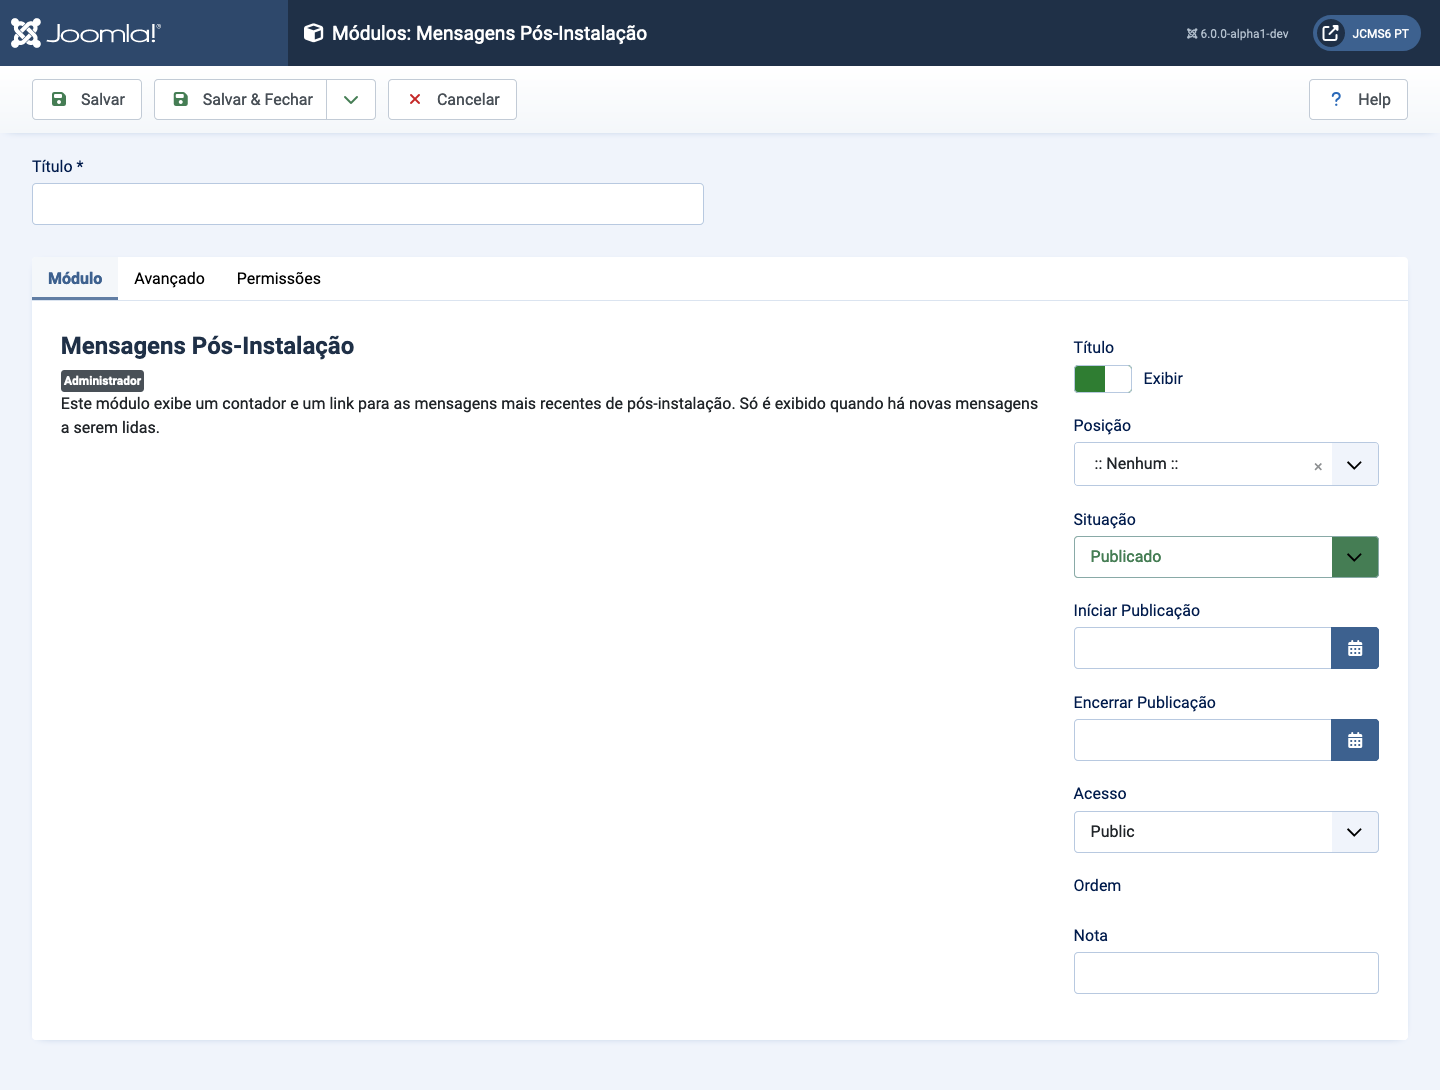 Joomla!®
Módulos: Mensagens Pós-Instalação
6.0.0-alpha1-dev
JCMS6 PT
Salvar
Salvar & Fechar
Cancelar
? Help
Título *
Módulo
Avançado
Permissões
Mensagens Pós-Instalação
Administrador
Este módulo exibe um contador e um link para as mensagens mais recentes de pós-instalação. Só é exibido quando há novas mensagens
a serem lidas.
Título
Exibir
Posição
:: Nenhum ::
×
Situação
Publicado
Iníciar Publicação
Encerrar Publicação
Acesso
Public
Ordem
Nota